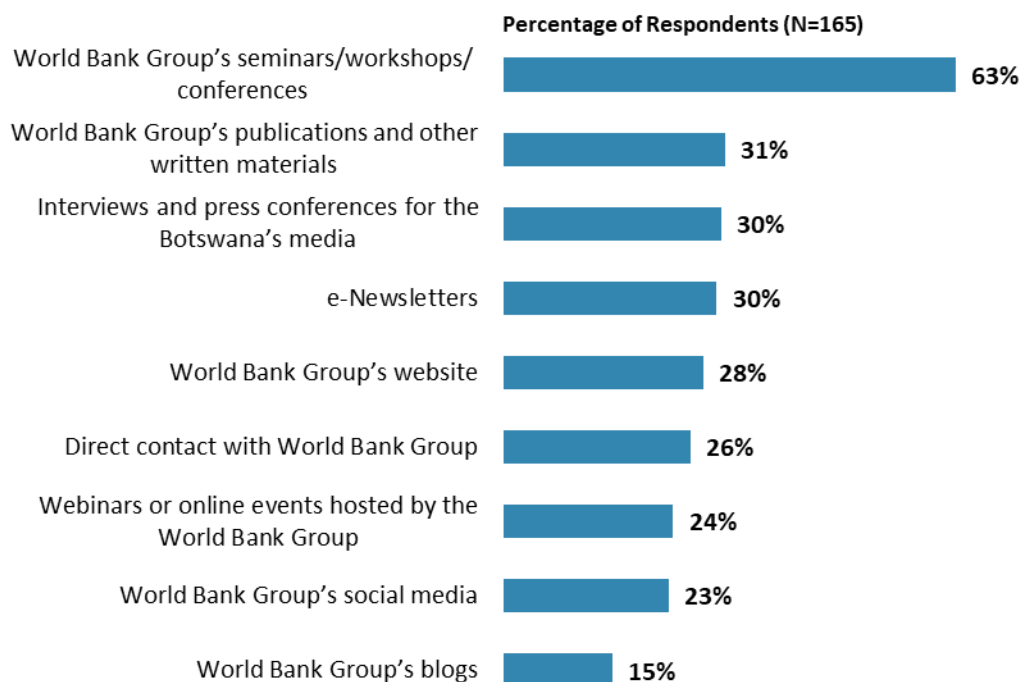 Percentage of Respondents (N=165)
World Bank Group’s seminars/workshops/
conferences
63%
World Bank Group’s publications and other
written materials
31%
Interviews and press conferences for the
Botswana’s media
30%
e-Newsletters
30%
World Bank Group’s website
28%
Direct contact with World Bank Group
26%
Webinars or online events hosted by the
World Bank Group
24%
World Bank Group’s social media
23%
World Bank Group’s blogs
15%